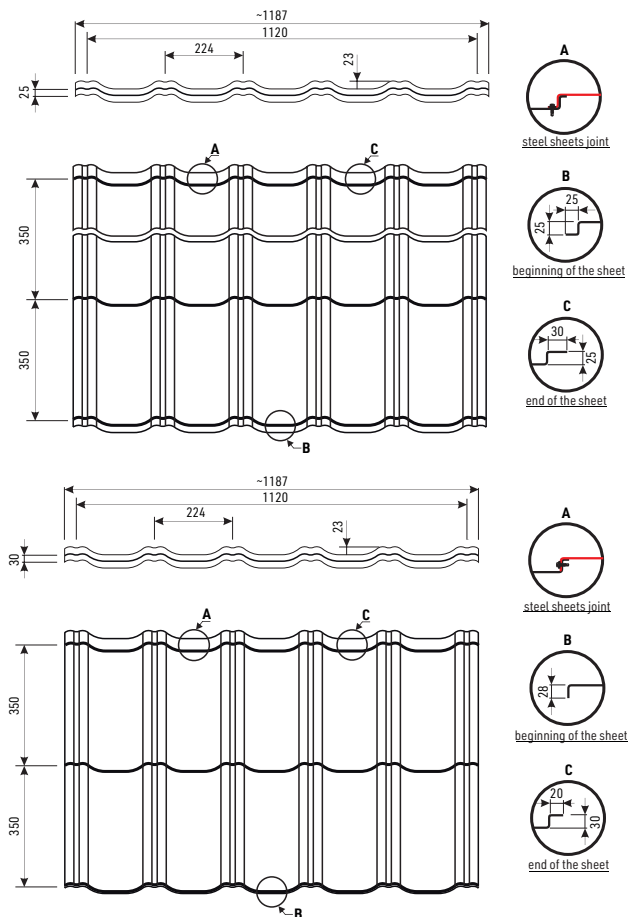 ~1187
1120
224
23
25
A
C
350
350
B
A
steel sheets joint
B
25
25
beginning of the sheet
C
30
25
end of the sheet
~1187
1120
224
23
30
A
C
350
350
B
A
steel sheets joint
B
28
beginning of the sheet
C
20
30
end of the sheet